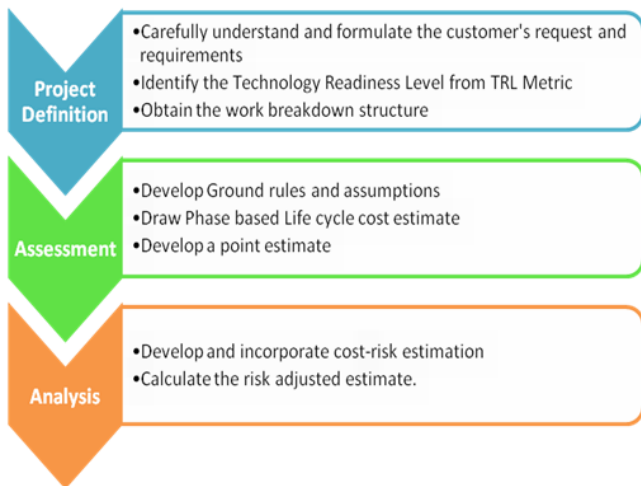 Project
Definition
•Carefully understand and formulate the customer's request and
requirements
•Identify the Technology Readiness Level from TRL Metric
•Obtain the work breakdown structure
Assessment
•Develop Ground rules and assumptions
•Draw Phase based Life cycle cost estimate
•Develop a point estimate
Analysis
•Develop and incorporate cost-risk estimation
•Calculate the risk adjusted estimate.